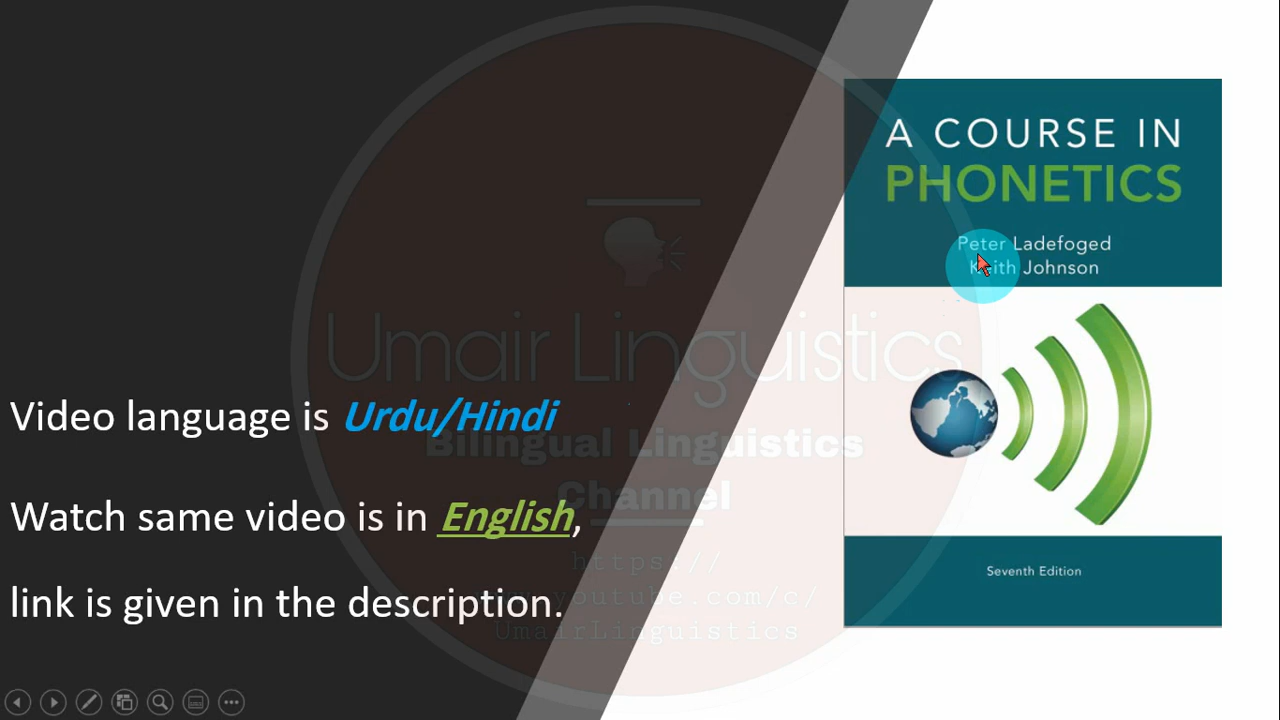 Video language is Urdu/Hindi
Watch same video is in English,
link is given in the description.
A COURSE IN
PHONETICS
Peter Ladefoged
Keith Johnson
Seventh Edition
Umair Linguistics
Bilingual Linguistics
Channel
https://
www.youtube.com/c/
UmairLinguistics